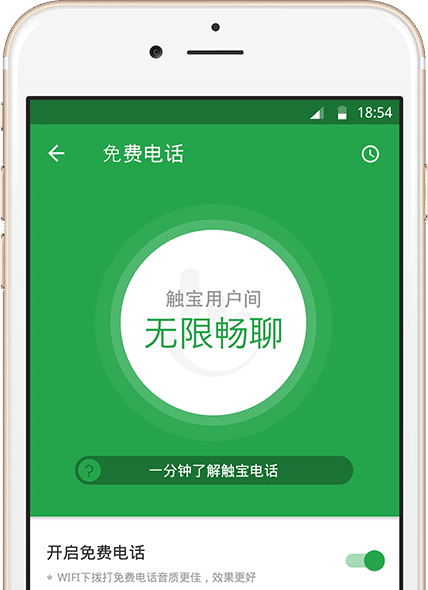 18:54
免费电话
触宝用户间
无限畅聊
? 一分钟了解触宝电话
开启免费电话
* WIFI下拨打免费电话音质更佳，效果更好